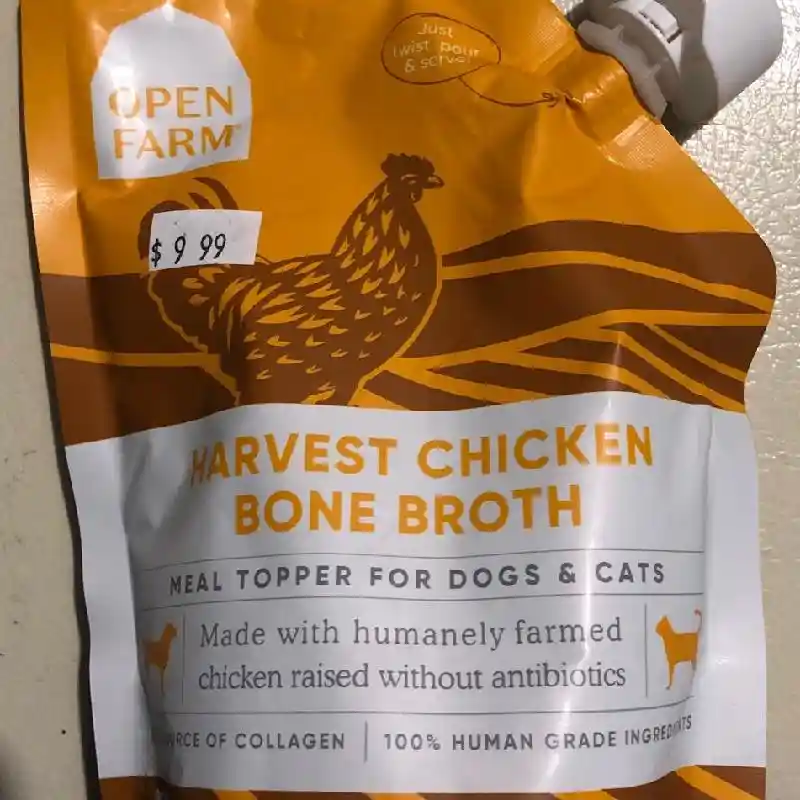 Just
twist pour
& serve!
OPEN
FARM
$ 9 99
HARVEST CHICKEN
BONE BROTH
MEAL TOPPER FOR DOGS & CATS
Made with humanely farmed
chicken raised without antibiotics
OF COLLAGEN | 100% HUMAN GRADE INGREDIENTS